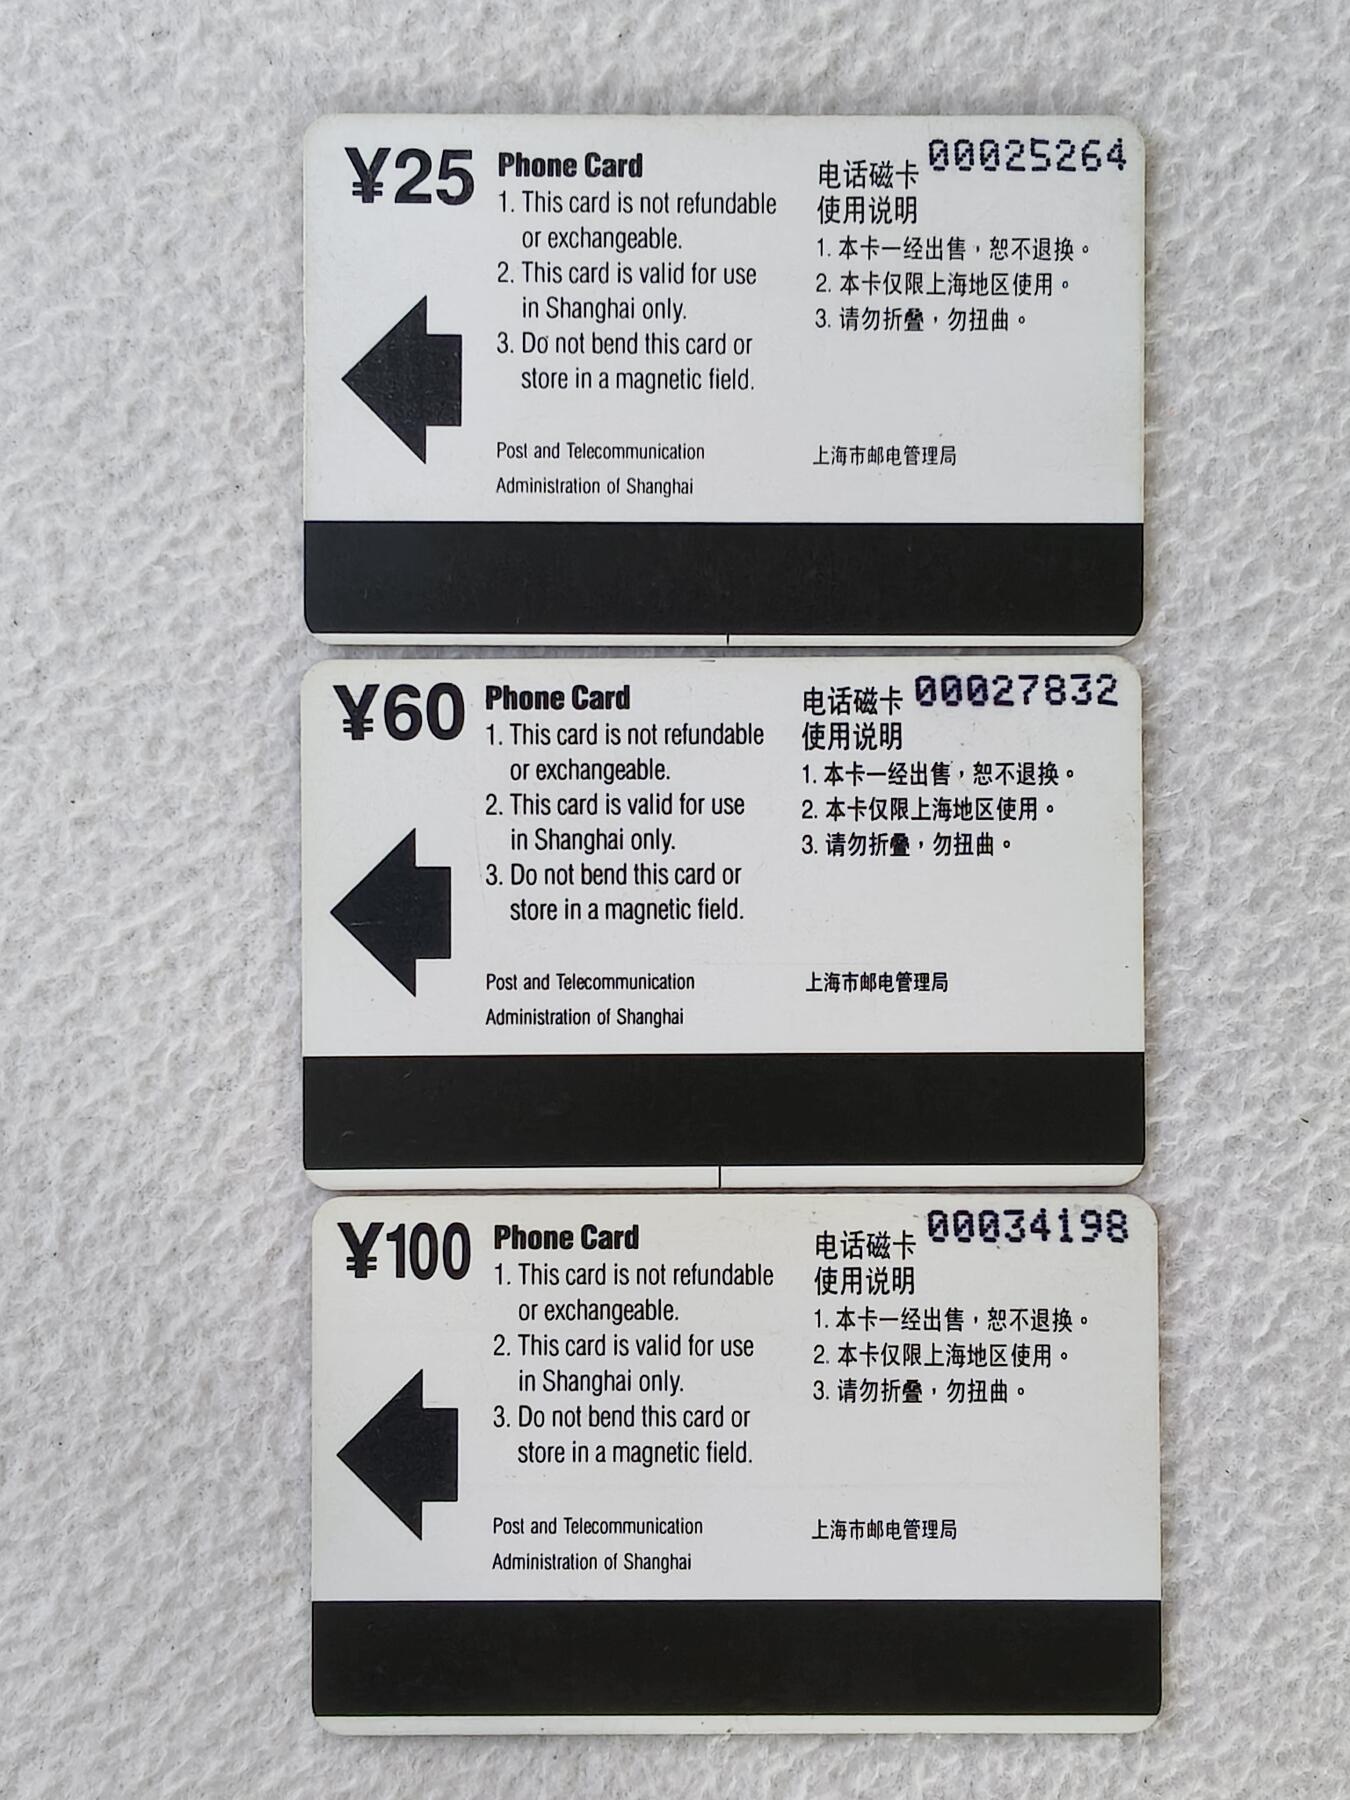 ¥25
Phone Card
1. This card is not refundable
or exchangeable.
2. This card is valid for use
in Shanghai only.
3. Do not bend this card or
store in a magnetic field.
Post and Telecommunication
Administration of Shanghai
00025264
电话磁卡
使用说明
1. 本卡一经出售，恕不退换。
2. 本卡仅限上海地区使用。
3. 请勿折叠，勿扭曲。
上海市邮电管理局
¥60
Phone Card
1. This card is not refundable
or exchangeable.
2. This card is valid for use
in Shanghai only.
3. Do not bend this card or
store in a magnetic field.
Post and Telecommunication
Administration of Shanghai
00027832
电话磁卡
使用说明
1. 本卡一经出售，恕不退换。
2. 本卡仅限上海地区使用。
3. 请勿折叠，勿扭曲。
上海市邮电管理局
¥100
Phone Card
1. This card is not refundable
or exchangeable.
2. This card is valid for use
in Shanghai only.
3. Do not bend this card or
store in a magnetic field.
Post and Telecommunication
Administration of Shanghai
00034198
电话磁卡
使用说明
1. 本卡一经出售，恕不退换。
2. 本卡仅限上海地区使用。
3. 请勿折叠，勿扭曲。
上海市邮电管理局